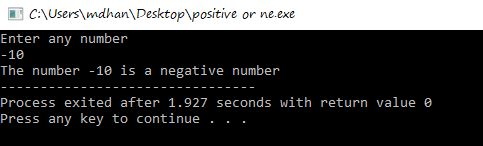 C:\Users\mdhan\Desktop\positive or ne.exe
Enter any number
-10
The number -10 is a negative number
--------------------------------
Process exited after 1.927 seconds with return value 0
Press any key to continue . . .